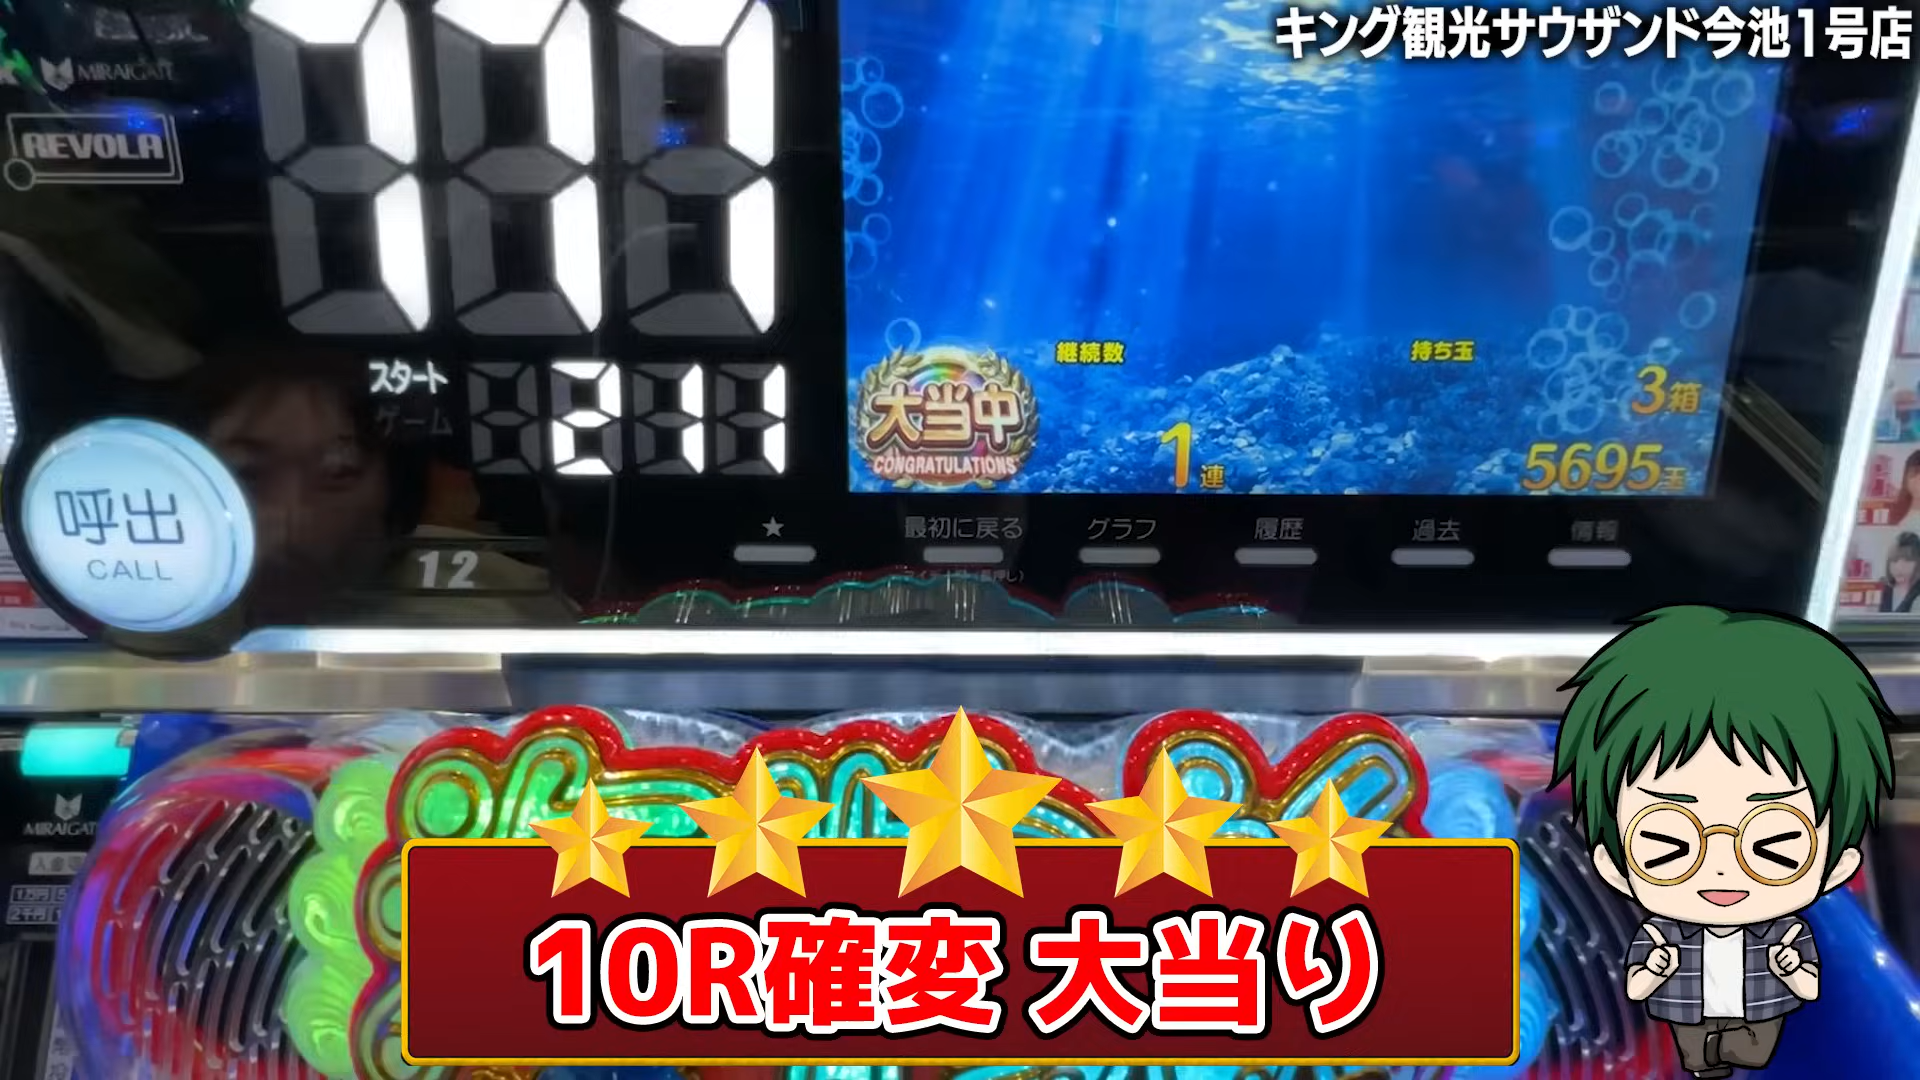 キング観光サウザンド今池1号店
MIRAIGATE
REVOLA
111
スタート
ゲーム
211
継続数
持ち玉
大当中
CONGRATULATIONS
1連
3箱
5695玉
呼出
CALL
12
★
最初に戻る
グラフ
履歴
過去
情報
MIRAIGATE
10R確変 大当り